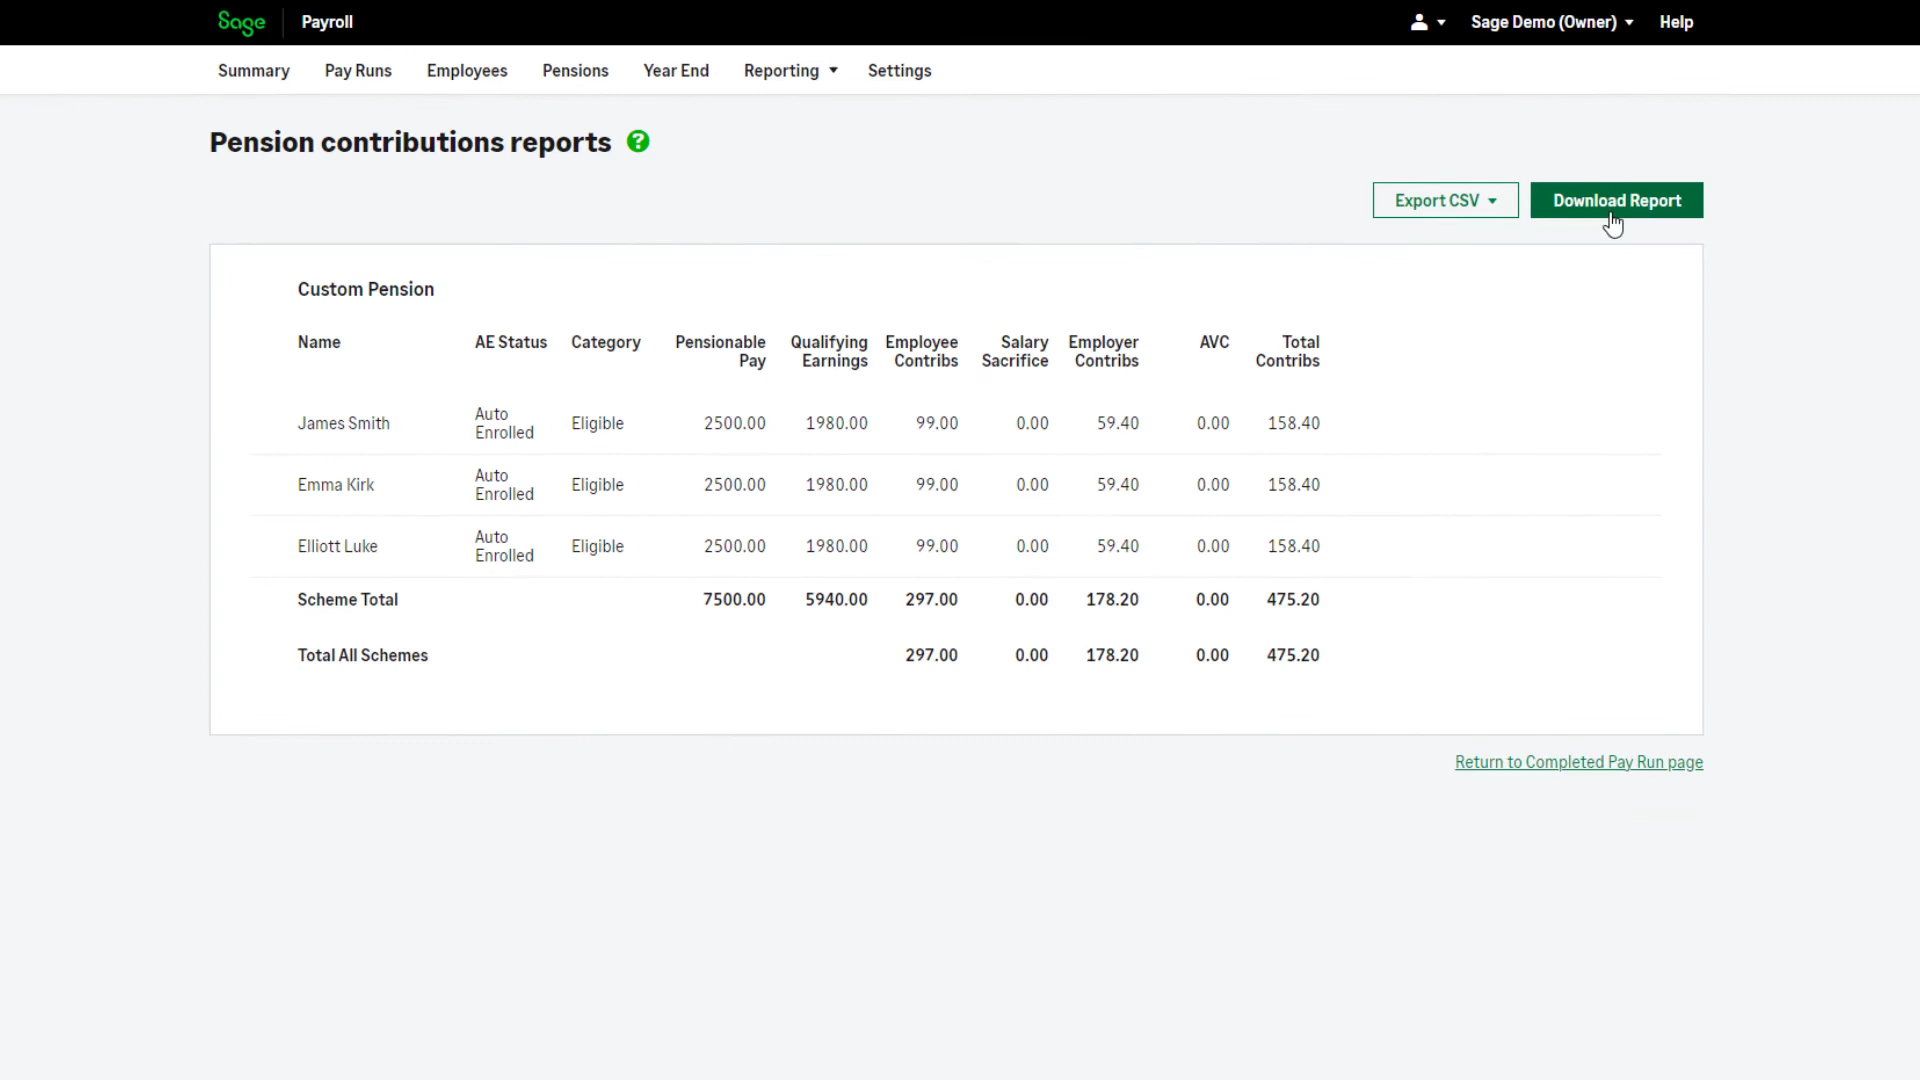 Sage Payroll Sage Demo (Owner) Help
Summary Pay Runs Employees Pensions Year End Reporting Settings
Pension contributions reports ?
Export CSV Download Report
Custom Pension
Name AE Status Category Pensionable Pay Qualifying Earnings Employee Contribs Salary Sacrifice Employer Contribs AVC Total Contribs
James Smith Auto Enrolled Eligible 2500.00 1980.00 99.00 0.00 59.40 0.00 158.40
Emma Kirk Auto Enrolled Eligible 2500.00 1980.00 99.00 0.00 59.40 0.00 158.40
Elliott Luke Auto Enrolled Eligible 2500.00 1980.00 99.00 0.00 59.40 0.00 158.40
Scheme Total 7500.00 5940.00 297.00 0.00 178.20 0.00 475.20
Total All Schemes 297.00 0.00 178.20 0.00 475.20
Return to Completed Pay Run page